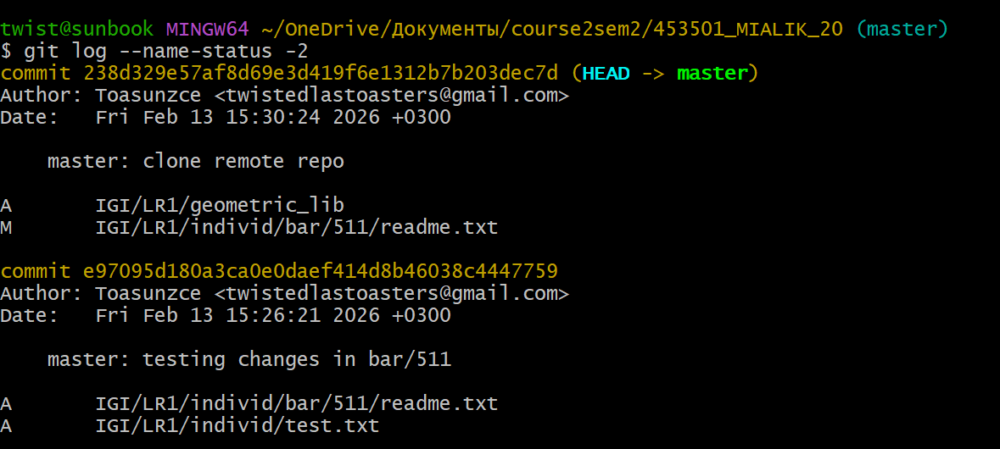 twist@sunbook MINGW64 ~/OneDrive/Документы/course2sem2/453501_MIALIK_20 (master)
$ git log --name-status -2
commit 238d329e57af8d69e3d419f6e1312b7b203dec7d (HEAD -> master)
Author: Toasunzce <twistedlastoasters@gmail.com>
Date:   Fri Feb 13 15:30:24 2026 +0300

    master: clone remote repo

A       IGI/LR1/geometric_lib
M       IGI/LR1/individ/bar/511/readme.txt

commit e97095d180a3ca0e0daef414d8b46038c4447759
Author: Toasunzce <twistedlastoasters@gmail.com>
Date:   Fri Feb 13 15:26:21 2026 +0300

    master: testing changes in bar/511

A       IGI/LR1/individ/bar/511/readme.txt
A       IGI/LR1/individ/test.txt